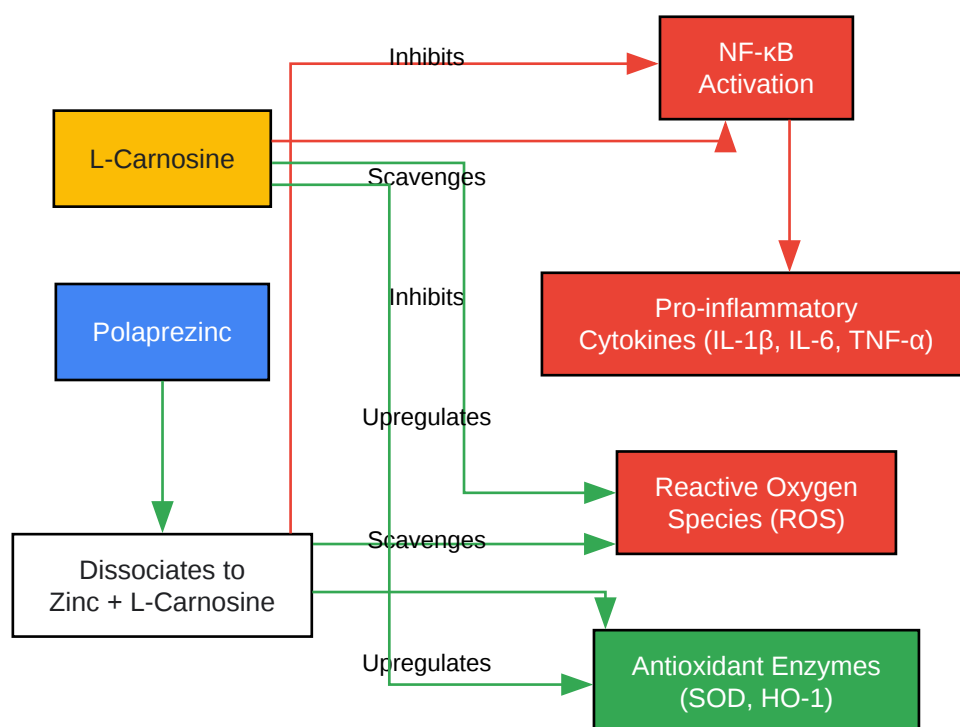 Inhibits
NF-κB
Activation
L-Carnosine
Scavenges
Polaprezinc
Inhibits
Pro-inflammatory
Cytokines (IL-1β, IL-6, TNF-α)
Upregulates
Reactive Oxygen
Species (ROS)
Dissociates to
Zinc + L-Carnosine
Scavenges
Upregulates
Antioxidant Enzymes
(SOD, HO-1)